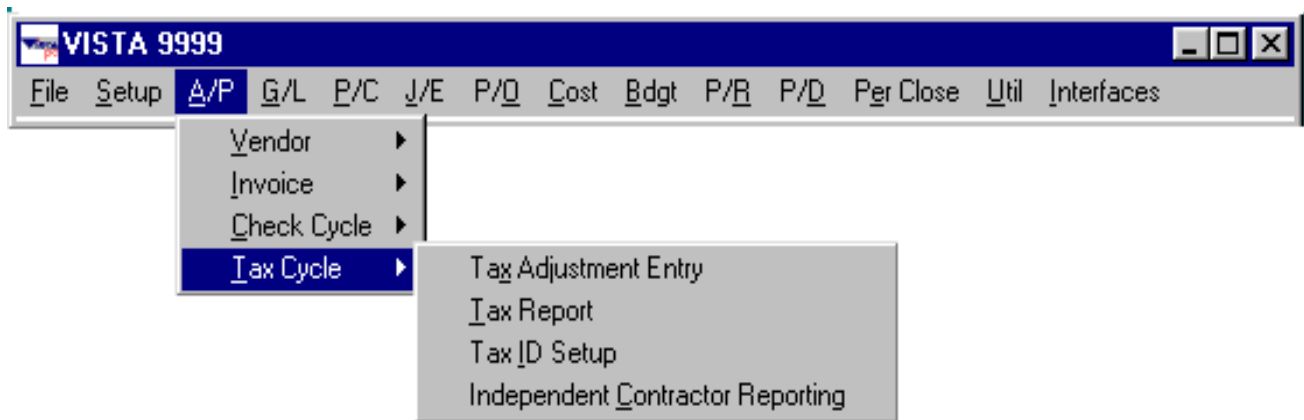 VISTA 9999
File Setup A/P G/L P/C J/E P/O Cost Bdgt P/R P/D Per Close Util Interfaces
Vendor
Invoice
Check Cycle
Tax Cycle
Tax Adjustment Entry
Tax Report
Tax ID Setup
Independent Contractor Reporting